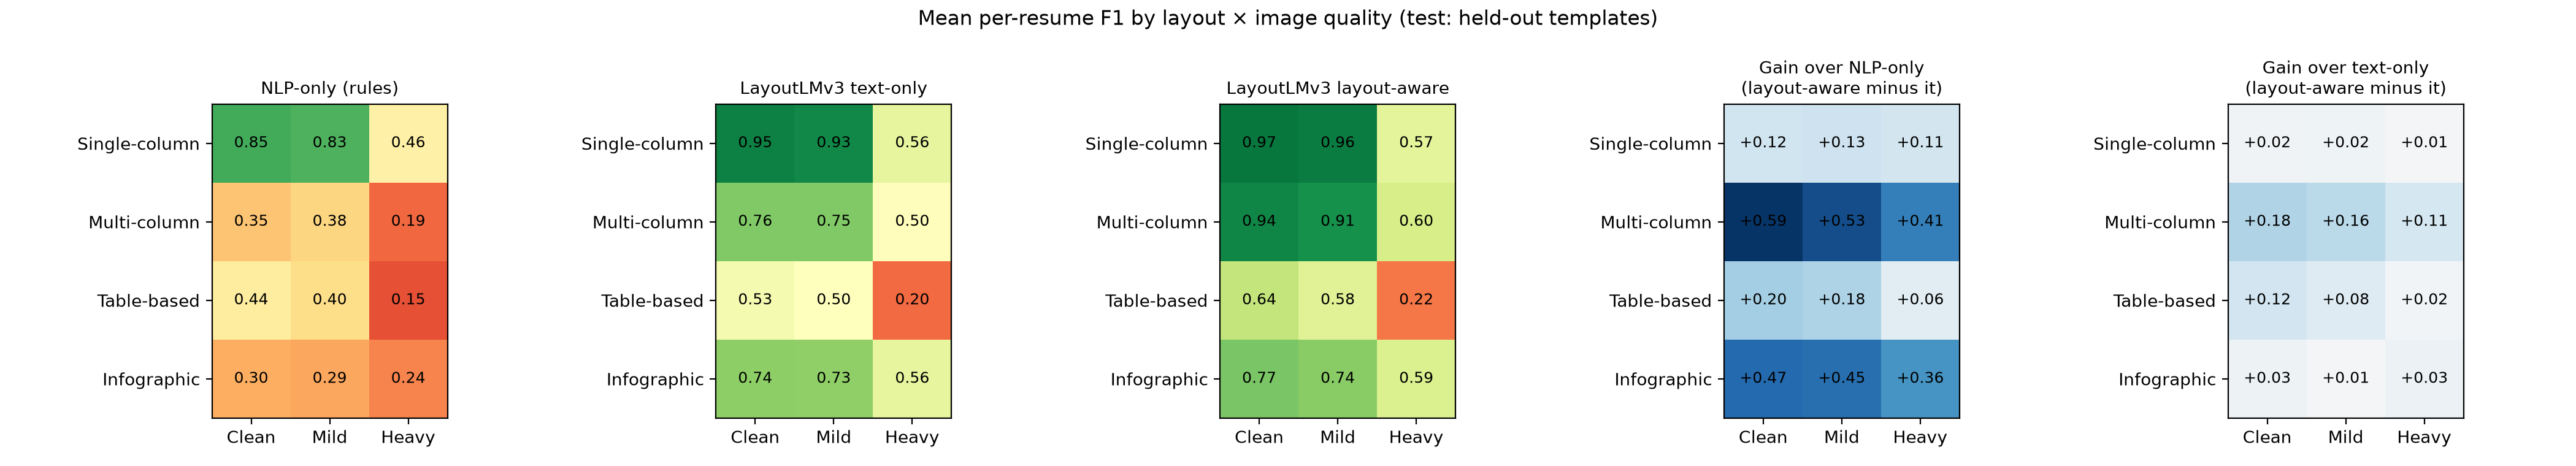 Mean per-resume F1 by layout × image quality (test: held-out templates)
NLP-only (rules)
Single-column 0.85 0.83 0.46
Multi-column 0.35 0.38 0.19
Table-based 0.44 0.40 0.15
Infographic 0.30 0.29 0.24
Clean Mild Heavy
LayoutLMv3 text-only
Single-column 0.95 0.93 0.56
Multi-column 0.76 0.75 0.50
Table-based 0.53 0.50 0.20
Infographic 0.74 0.73 0.56
Clean Mild Heavy
LayoutLMv3 layout-aware
Single-column 0.97 0.96 0.57
Multi-column 0.94 0.91 0.60
Table-based 0.64 0.58 0.22
Infographic 0.77 0.74 0.59
Clean Mild Heavy
Gain over NLP-only
(layout-aware minus it)
Single-column +0.12 +0.13 +0.11
Multi-column +0.59 +0.53 +0.41
Table-based +0.20 +0.18 +0.06
Infographic +0.47 +0.45 +0.36
Clean Mild Heavy
Gain over text-only
(layout-aware minus it)
Single-column +0.02 +0.02 +0.01
Multi-column +0.18 +0.16 +0.11
Table-based +0.12 +0.08 +0.02
Infographic +0.03 +0.01 +0.03
Clean Mild Heavy